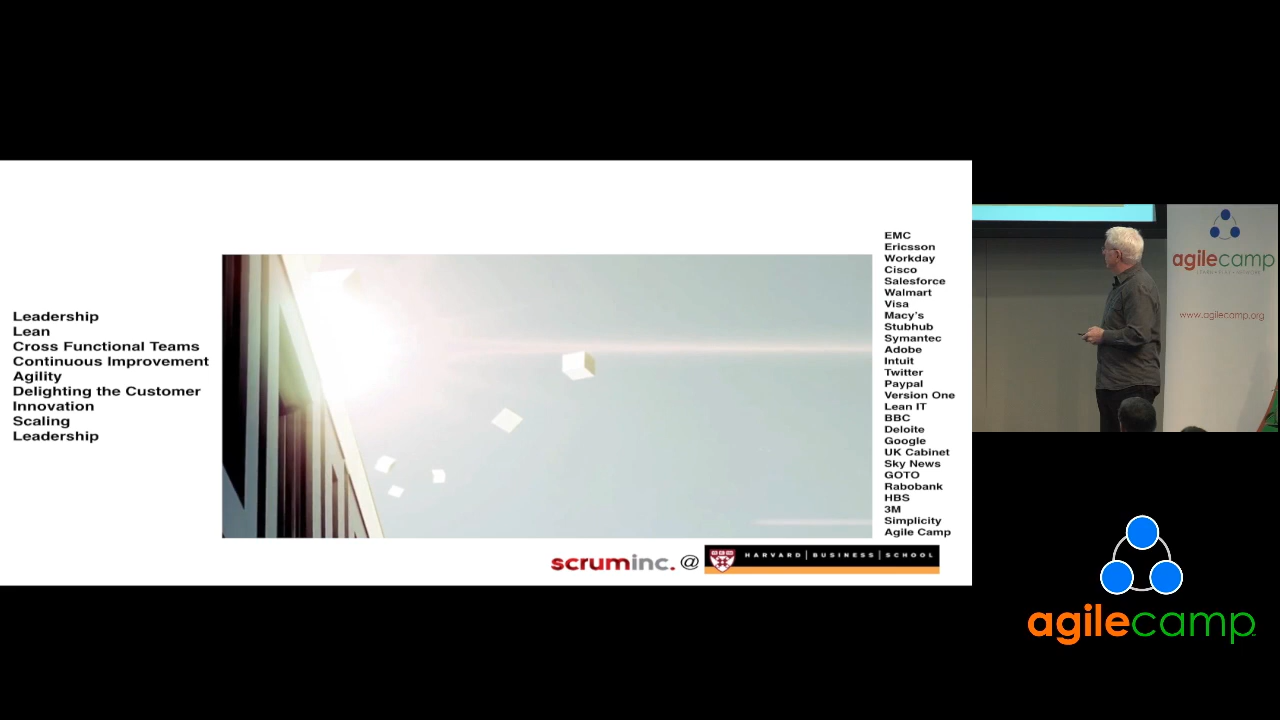 Leadership
Lean
Cross Functional Teams
Continuous Improvement
Agility
Delighting the Customer
Innovation
Scaling
Leadership
EMC
Ericsson
Workday
Cisco
Salesforce
Walmart
Visa
Macy's
Stubhub
Symantec
Adobe
Intuit
Twitter
Paypal
Version One
Lean IT
BBC
Deloite
Google
UK Cabinet
Sky News
GOTO
Rabobank
HBS
3M
Simplicity
Agile Camp
scruminc. @ HARVARD | BUSINESS | SCHOOL
agilecamp
www.agilecamp.org
agilecamp